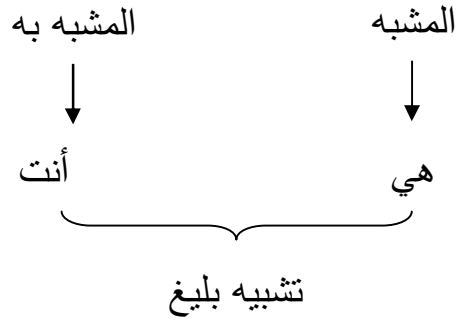 المشبه المشبه به
هي أنت
تشبيه بليغ